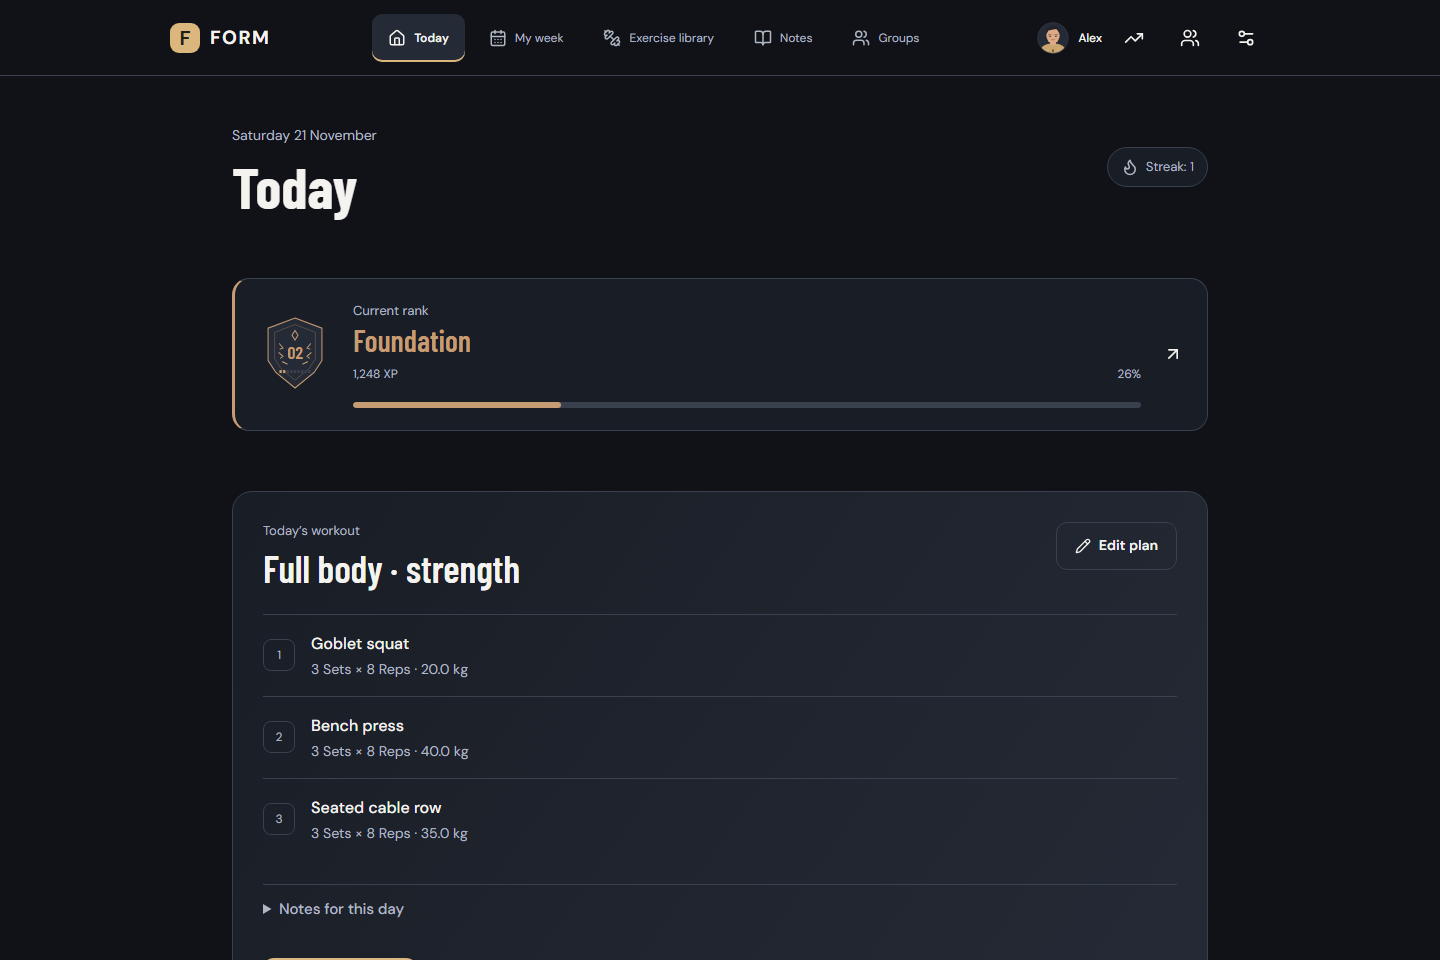 F FORM
Today
My week
Exercise library
Notes
Groups
Alex
Saturday 21 November
Today
Streak: 1
Current rank
02
Foundation
1,248 XP
26%
Today's workout
Full body · strength
Edit plan
1
Goblet squat
3 Sets × 8 Reps · 20.0 kg
2
Bench press
3 Sets × 8 Reps · 40.0 kg
3
Seated cable row
3 Sets × 8 Reps · 35.0 kg
Notes for this day